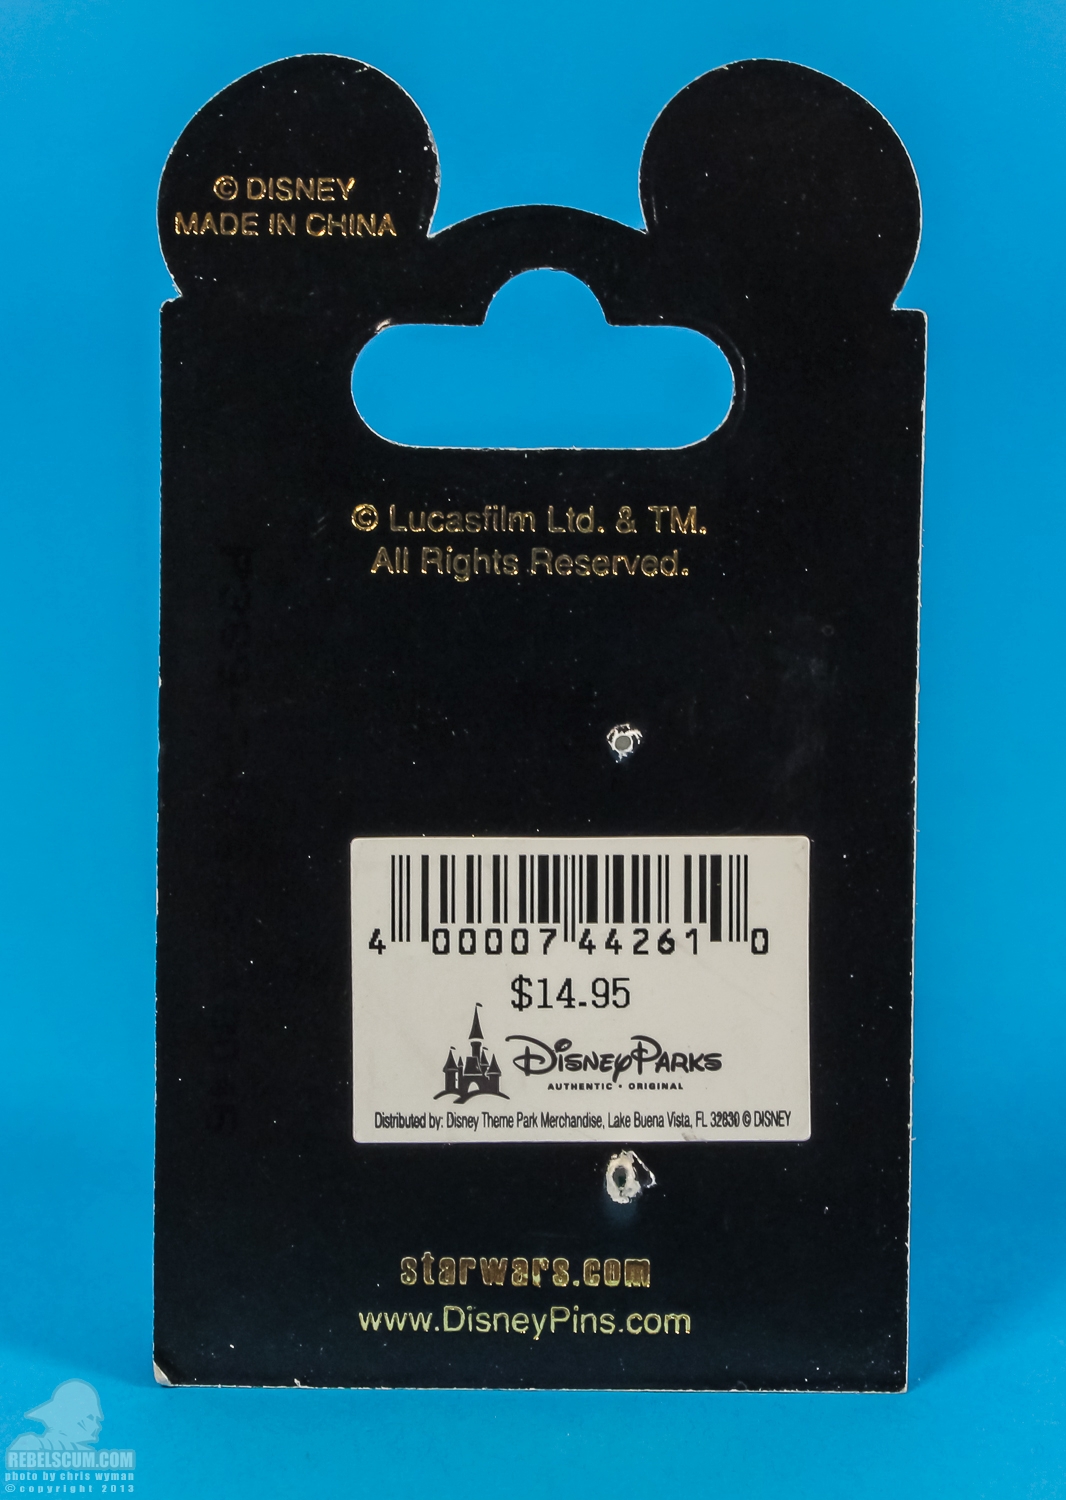 © DISNEY
MADE IN CHINA
© Lucasfilm Ltd. & TM.
All Rights Reserved.
4 00007 44261 0
$14.95
Disney Parks
AUTHENTIC • ORIGINAL
Distributed by: Disney Theme Park Merchandise, Lake Buena Vista, FL 32830 © DISNEY
starwars.com
www.DisneyPins.com
REBELSCUM.COM
photo by chris wyman
© copyright 2013